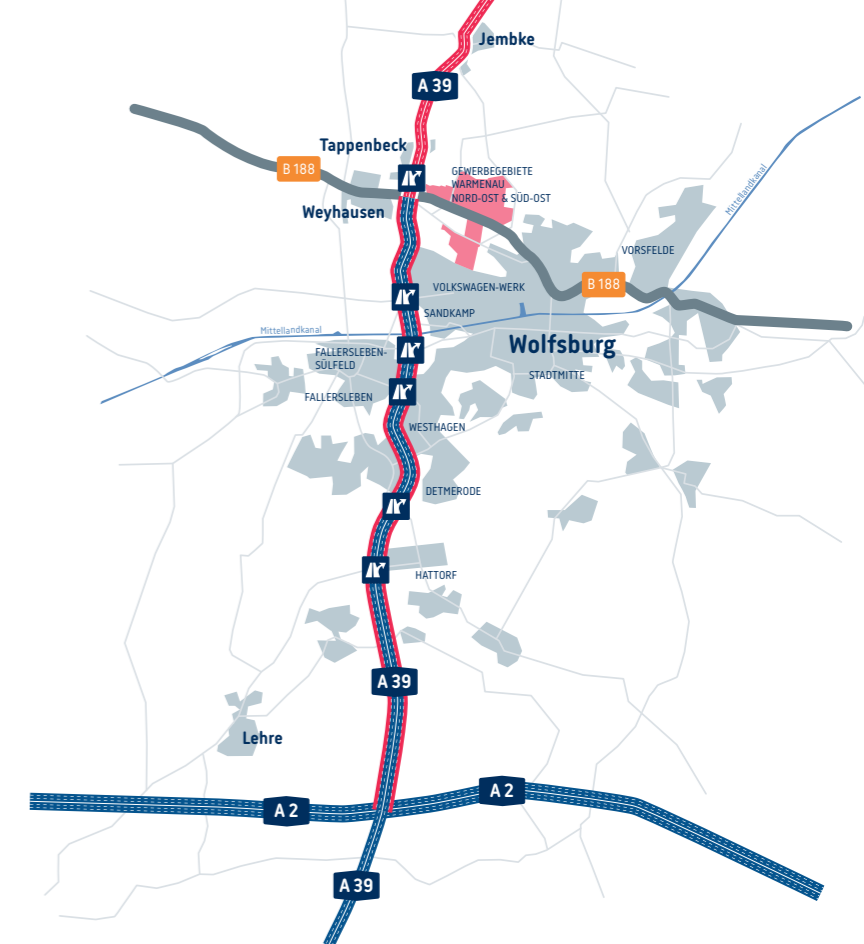 Jembke
A 39
Tappenbeck
B 188
GEWERBEGEBIETE
WARMENAU
NORD-OST & SÜD-OST
Weyhausen
Mittellandkanal
VORSFELDE
VOLKSWAGEN-WERK
B 188
SANDKAMP
Mittellandkanal
Wolfsburg
FALLERSLEBEN-
SÜLFELD
STADTMITTE
FALLERSLEBEN
WESTHAGEN
DETMERODE
HATTORF
A 39
Lehre
A 2
A 2
A 39